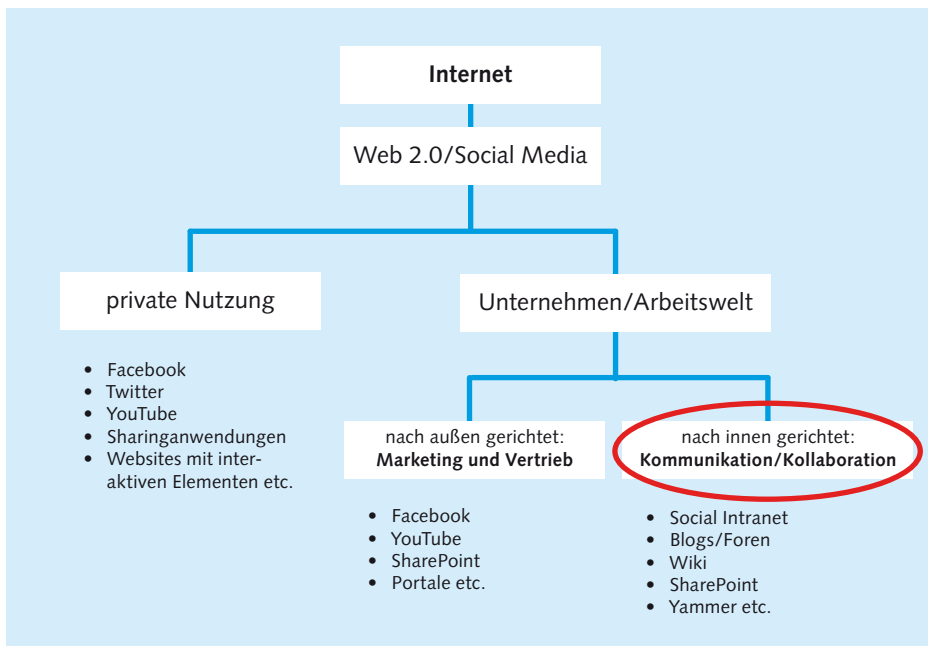 Internet
Web 2.0/Social Media
private Nutzung
• Facebook
• Twitter
• YouTube
• Sharinganwendungen
• Websites mit inter-
aktiven Elementen etc.
Unternehmen/Arbeitswelt
nach außen gerichtet:
Marketing und Vertrieb
• Facebook
• YouTube
• SharePoint
• Portale etc.
nach innen gerichtet:
Kommunikation/Kollaboration
• Social Intranet
• Blogs/Foren
• Wiki
• SharePoint
• Yammer etc.